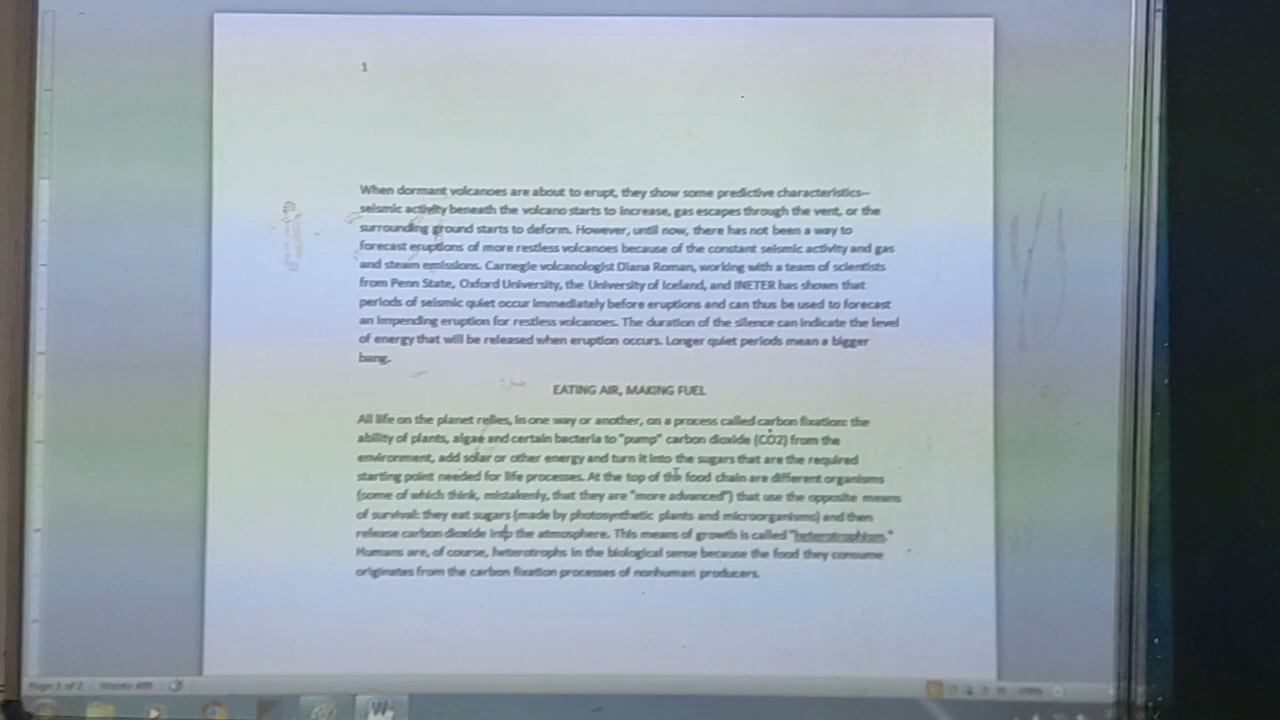 1
When dormant volcanoes are about to erupt, they show some predictive characteristics--
seismic activity beneath the volcano starts to increase, gas escapes through the vent, or the
surrounding ground starts to deform. However, until now, there has not been a way to
forecast eruptions of more restless volcanoes because of the constant seismic activity and gas
and steam emissions. Carnegie volcanologist Diana Roman, working with a team of scientists
from Penn State, Oxford University, the University of Iceland, and INETER has shown that
periods of seismic quiet occur immediately before eruptions and can thus be used to forecast
an impending eruption for restless volcanoes. The duration of the silence can indicate the level
of energy that will be released when eruption occurs. Longer quiet periods mean a bigger
bang.
EATING AIR, MAKING FUEL
All life on the planet relies, in one way or another, on a process called carbon fixation: the
ability of plants, algae and certain bacteria to "pump" carbon dioxide (CO2) from the
environment, add solar or other energy and turn it into the sugars that are the required
starting point needed for life processes. At the top of the food chain are different organisms
(some of which think, mistakenly, that they are "more advanced") that use the opposite means
of survival: they eat sugars (made by photosynthetic plants and microorganisms) and then
release carbon dioxide into the atmosphere. This means of growth is called "heterotrophism."
Humans are, of course, heterotrophs in the biological sense because the food they consume
originates from the carbon fixation processes of nonhuman producers.
Page 1 of 2 Words:
W